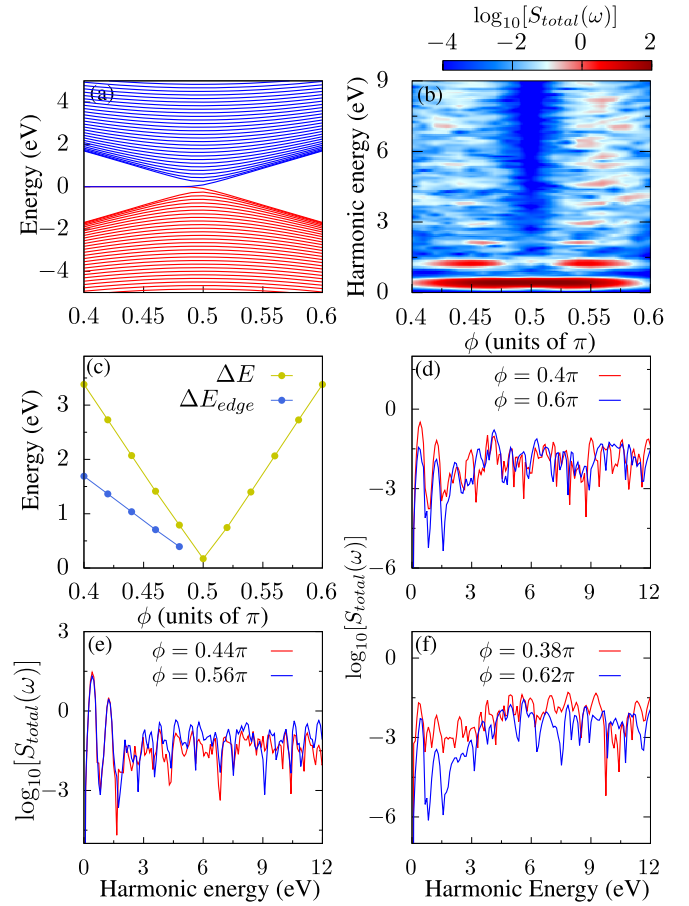 log₁₀[S_total(ω)]
−4 −2 0 2
(a)
Energy (eV)
4
2
0
−2
−4
0.4 0.45 0.5 0.55 0.6
ϕ (units of π)
(b)
Harmonic energy (eV)
9
6
3
0
0.4 0.45 0.5 0.55 0.6
ϕ (units of π)
(c)
ΔE
ΔE_edge
Energy (eV)
3
2
1
0
0.4 0.45 0.5 0.55 0.6
ϕ (units of π)
(d)
ϕ = 0.4π
ϕ = 0.6π
log₁₀[S_total(ω)]
0
−3
−6
0 3 6 9 12
(e)
ϕ = 0.44π
ϕ = 0.56π
log₁₀[S_total(ω)]
3
0
−3
0 3 6 9 12
Harmonic energy (eV)
(f)
ϕ = 0.38π
ϕ = 0.62π
0
−3
−6
0 3 6 9 12
Harmonic Energy (eV)